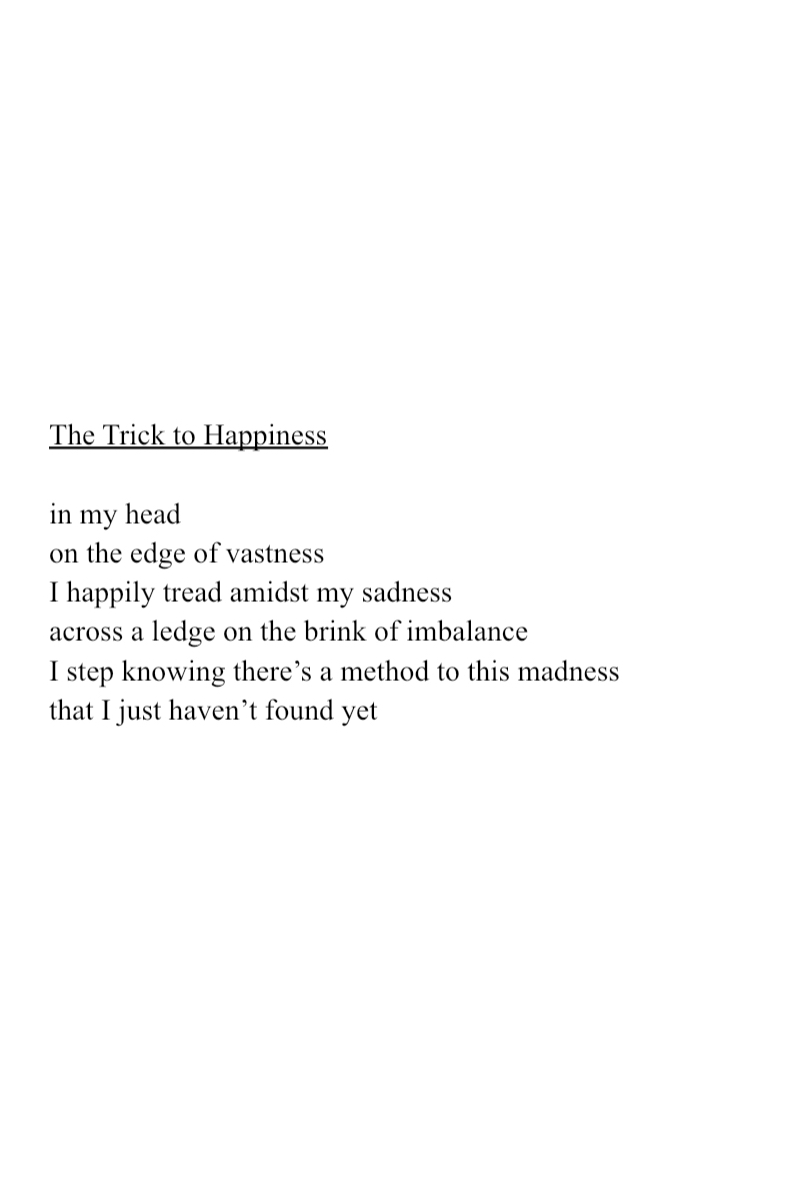 The Trick to Happiness
in my head
on the edge of vastness
I happily tread amidst my sadness
across a ledge on the brink of imbalance
I step knowing there’s a method to this madness
that I just haven’t found yet